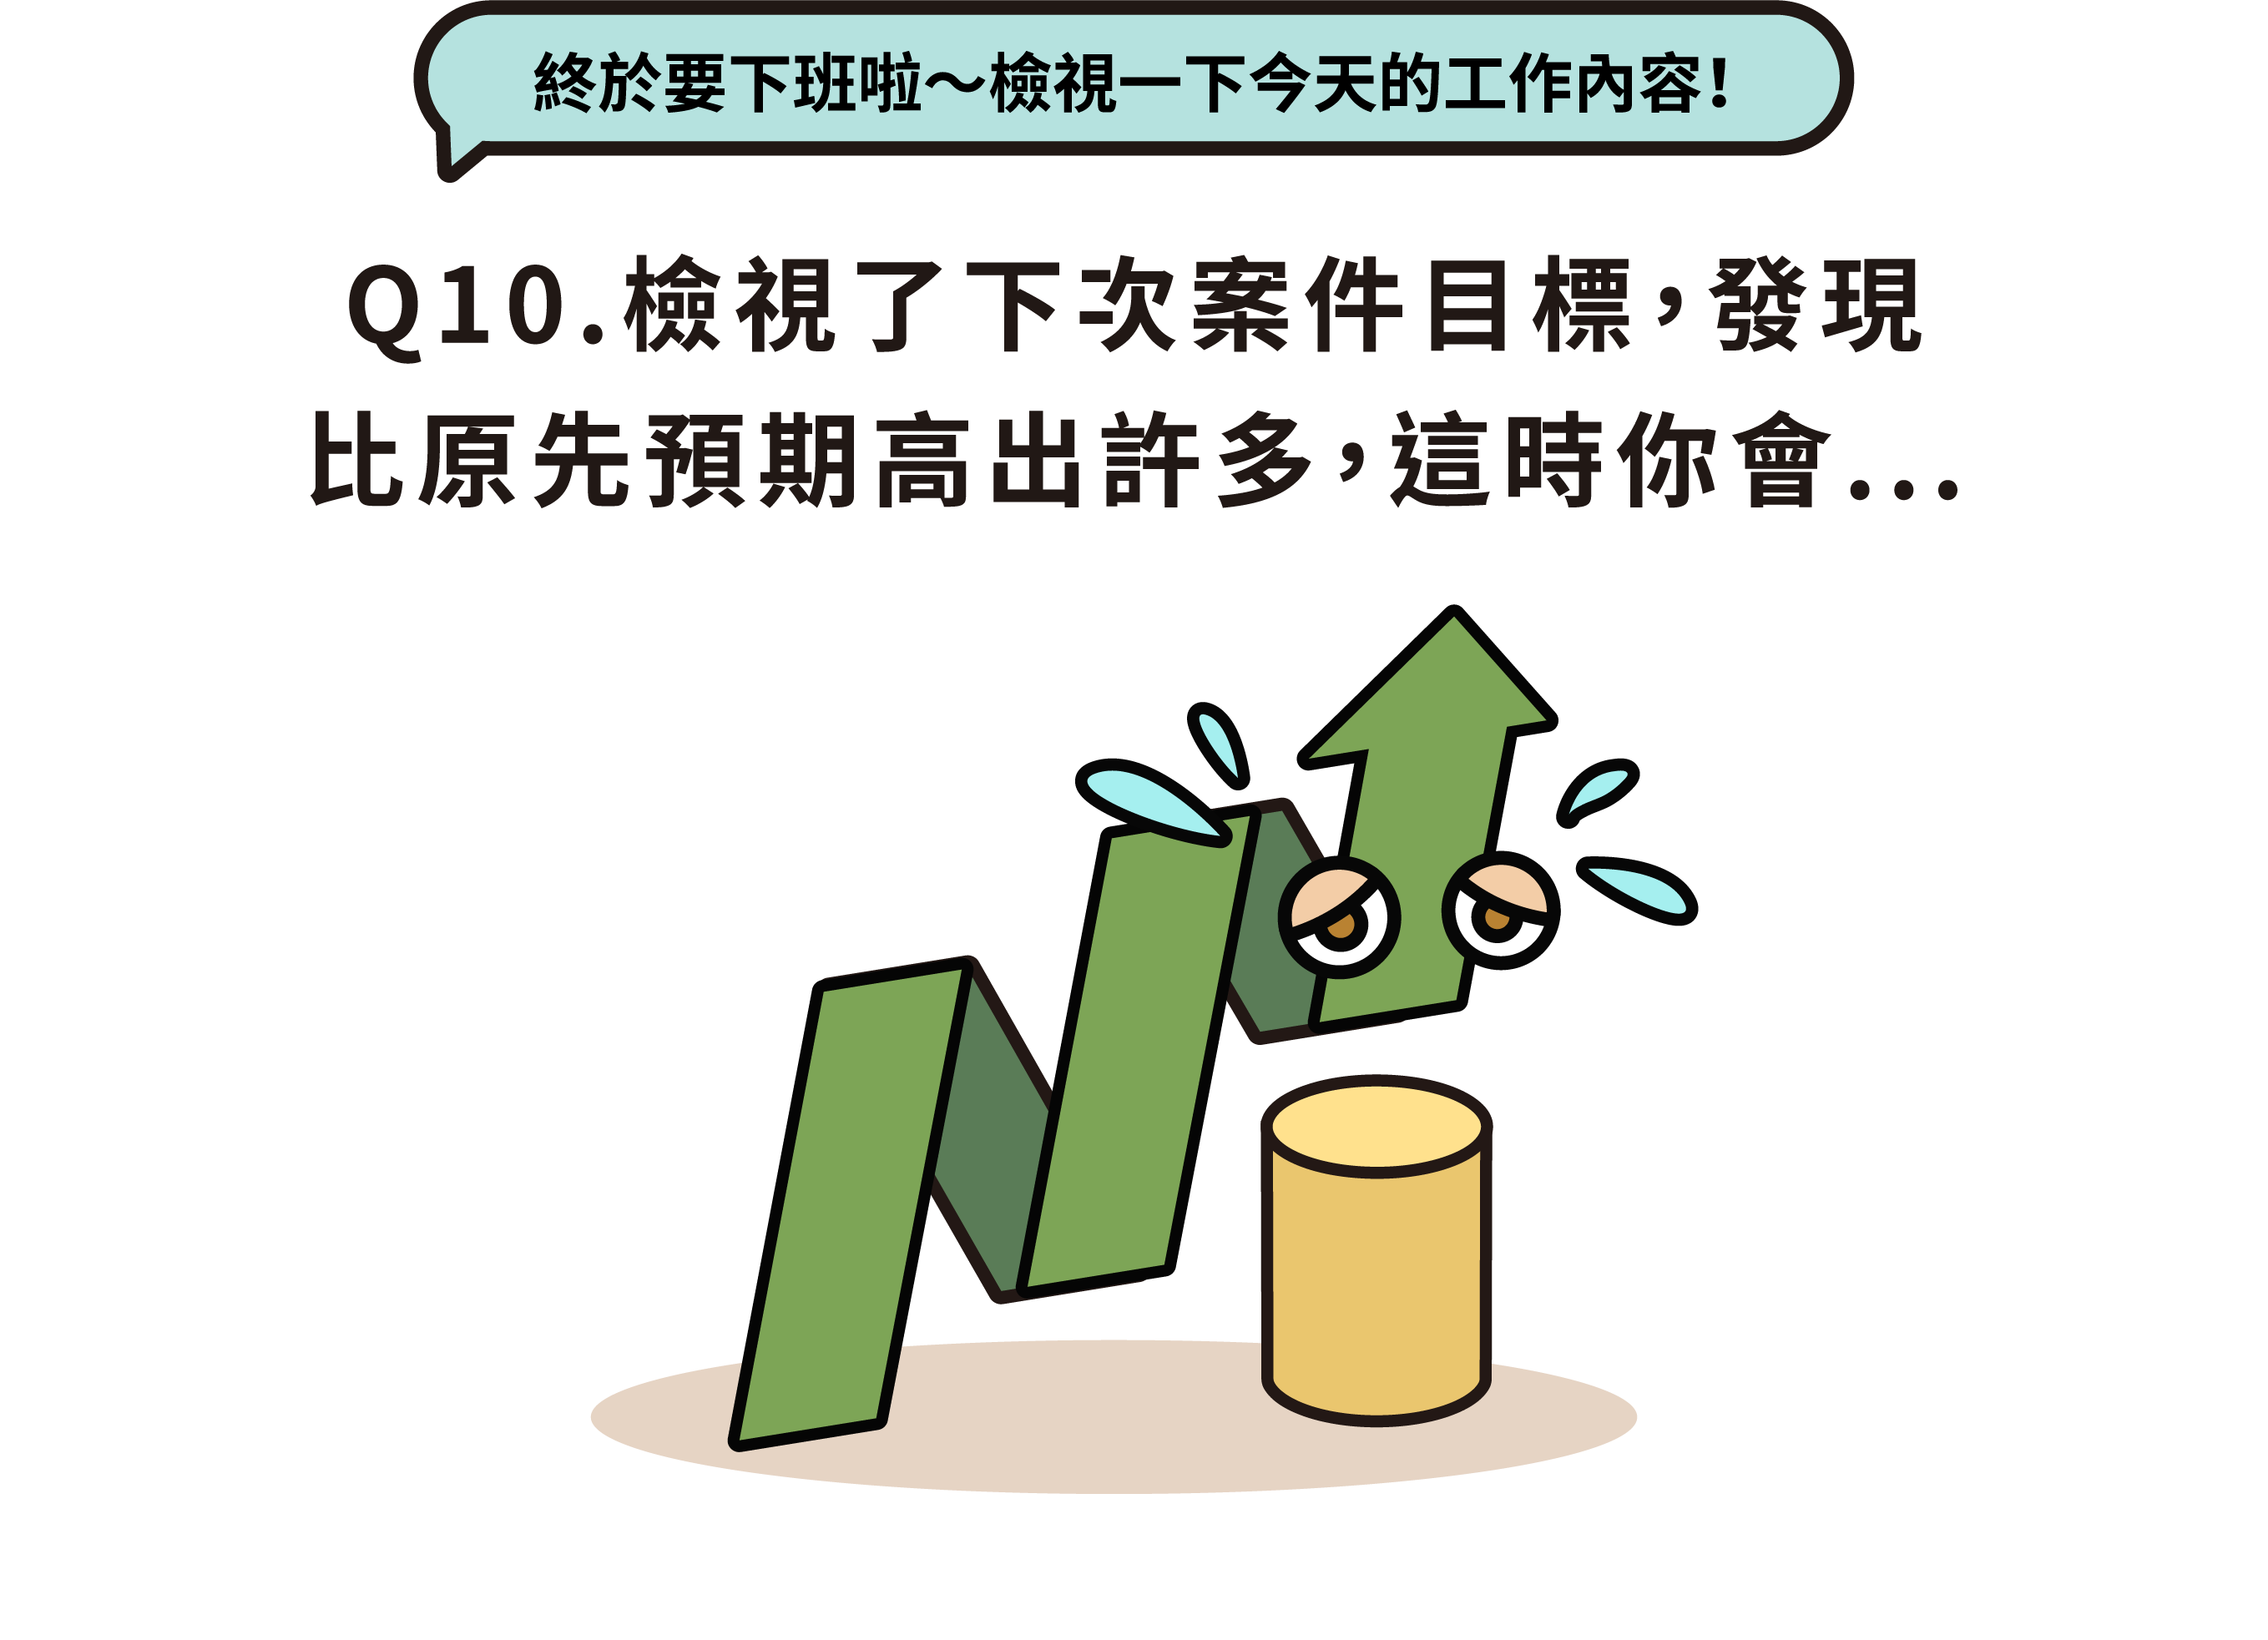 終於要下班啦～檢視一下今天的工作內容！
Q10.檢視了下次案件目標，發現
比原先預期高出許多，這時你會...